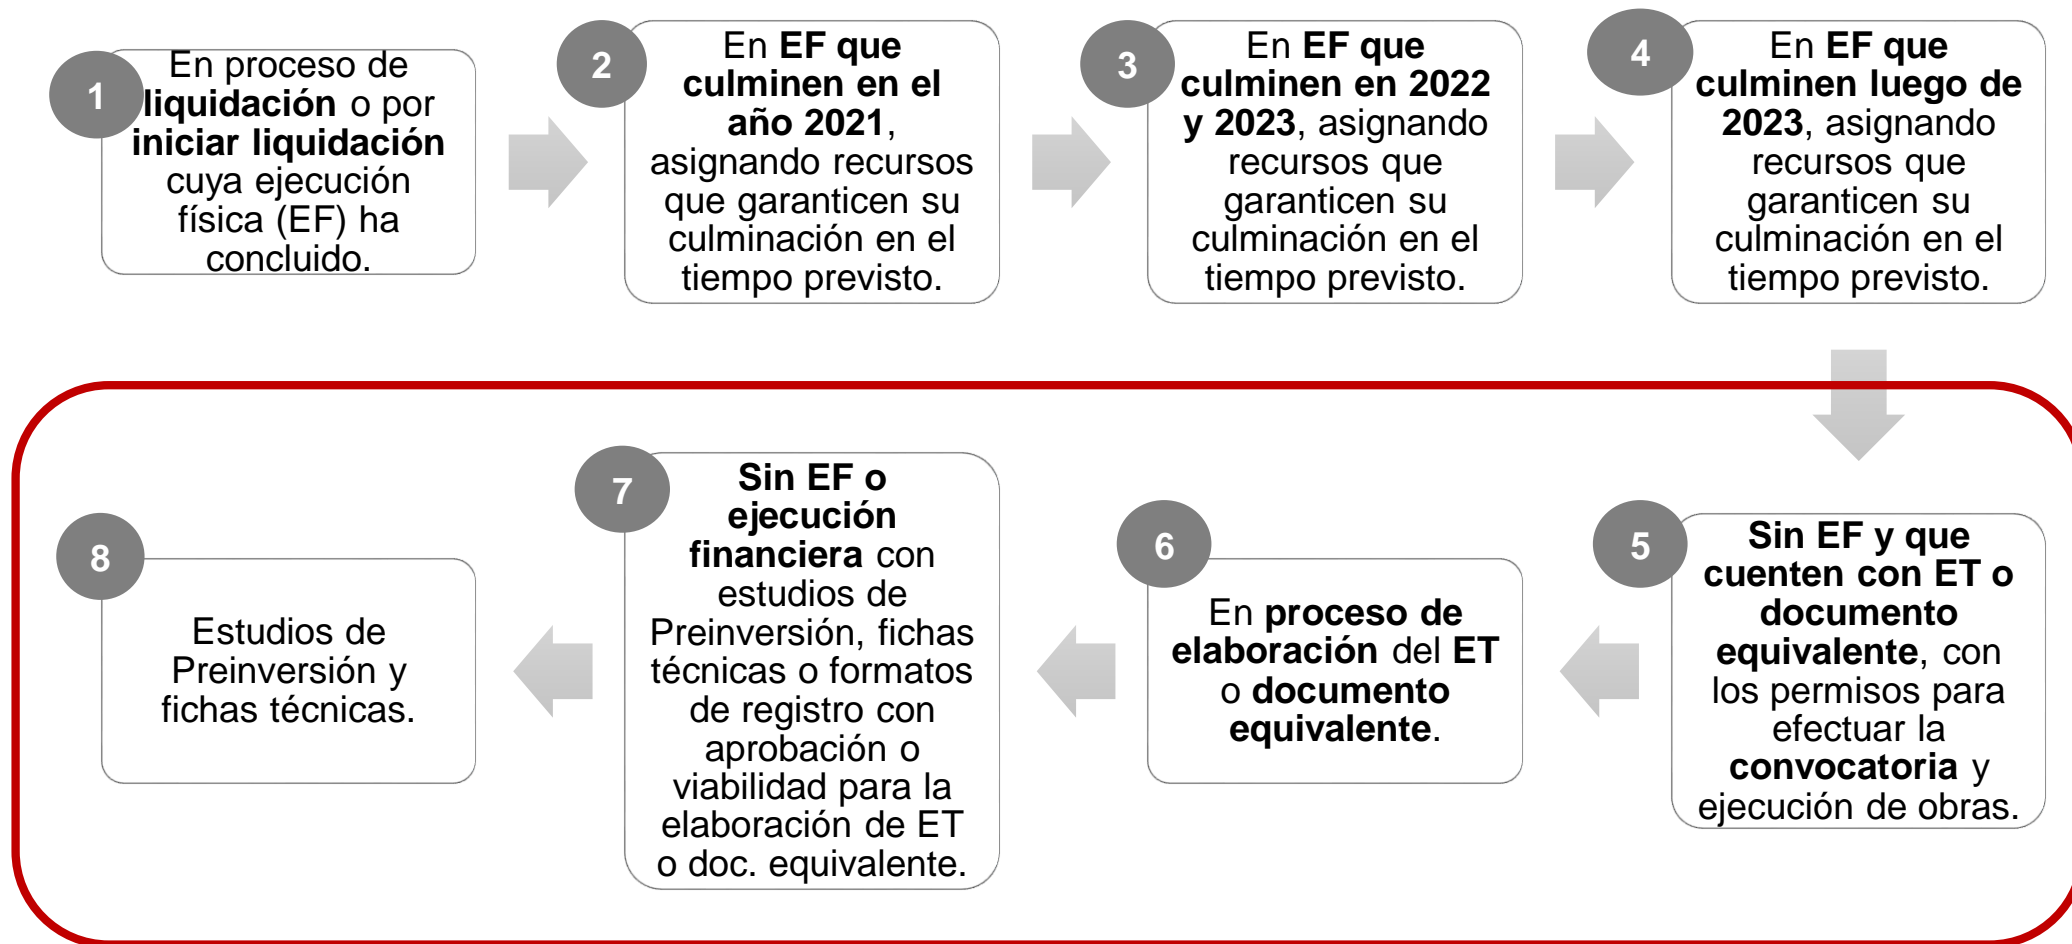 1
En proceso de
liquidación o por
iniciar liquidación
cuya ejecución
física (EF) ha
concluido.
2
En EF que
culminen en el
año 2021,
asignando recursos
que garanticen su
culminación en el
tiempo previsto.
3
En EF que
culminen en 2022
y 2023, asignando
recursos que
garanticen su
culminación en el
tiempo previsto.
4
En EF que
culminen luego de
2023, asignando
recursos que
garanticen su
culminación en el
tiempo previsto.
5
Sin EF y que
cuenten con ET o
documento
equivalente, con
los permisos para
efectuar la
convocatoria y
ejecución de obras.
6
En proceso de
elaboración del ET
o documento
equivalente.
7
Sin EF o
ejecución
financiera con
estudios de
Preinversión, fichas
técnicas o formatos
de registro con
aprobación o
viabilidad para la
elaboración de ET
o doc. equivalente.
8
Estudios de
Preinversión y
fichas técnicas.